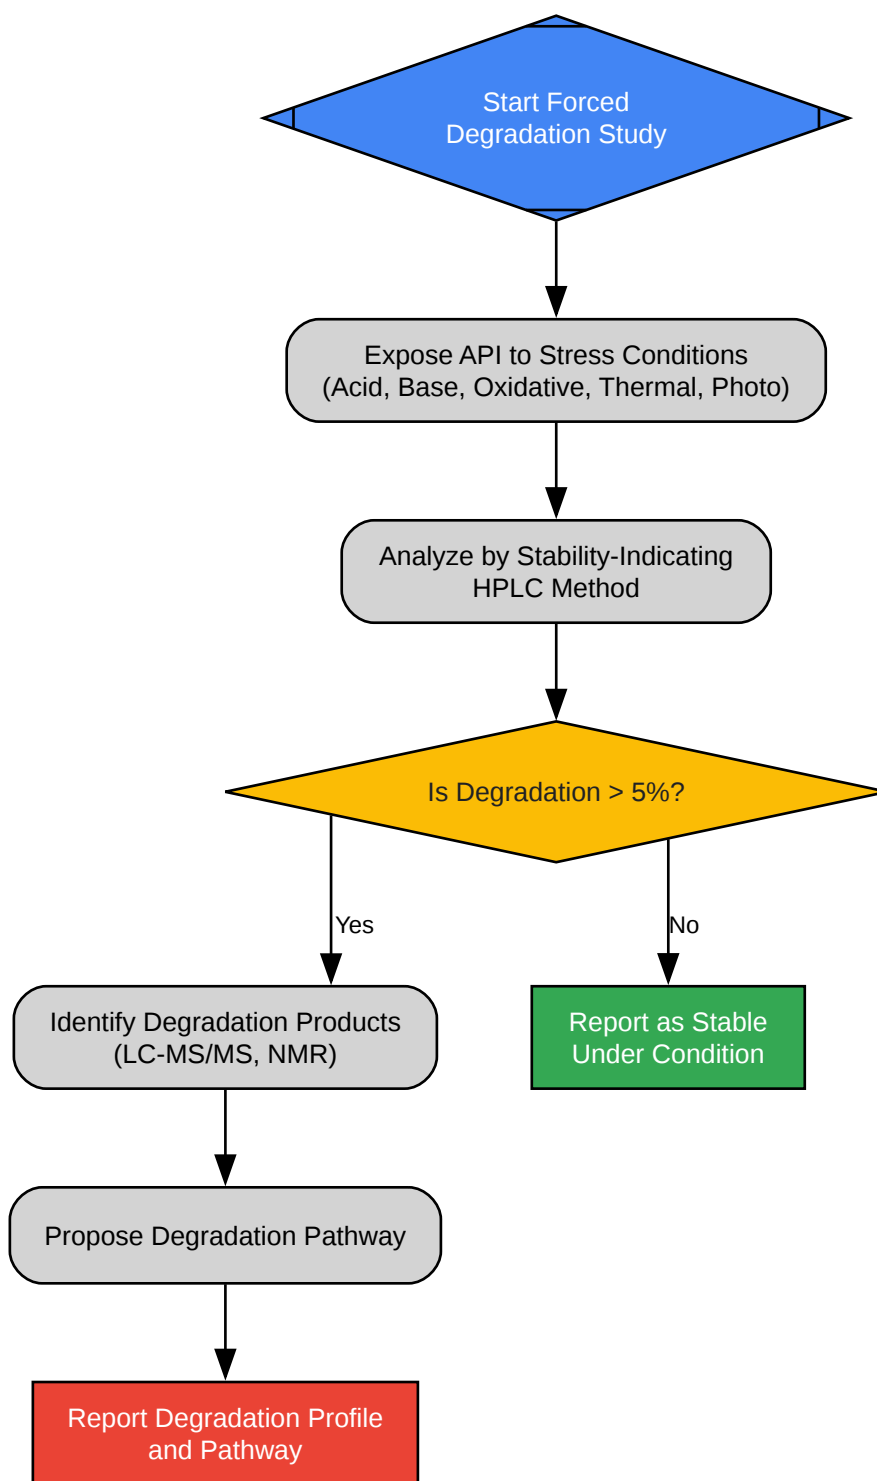 Start Forced
Degradation Study
Expose API to Stress Conditions
(Acid, Base, Oxidative, Thermal, Photo)
Analyze by Stability-Indicating
HPLC Method
Is Degradation > 5%?
Yes
No
Identify Degradation Products
(LC-MS/MS, NMR)
Report as Stable
Under Condition
Propose Degradation Pathway
Report Degradation Profile
and Pathway